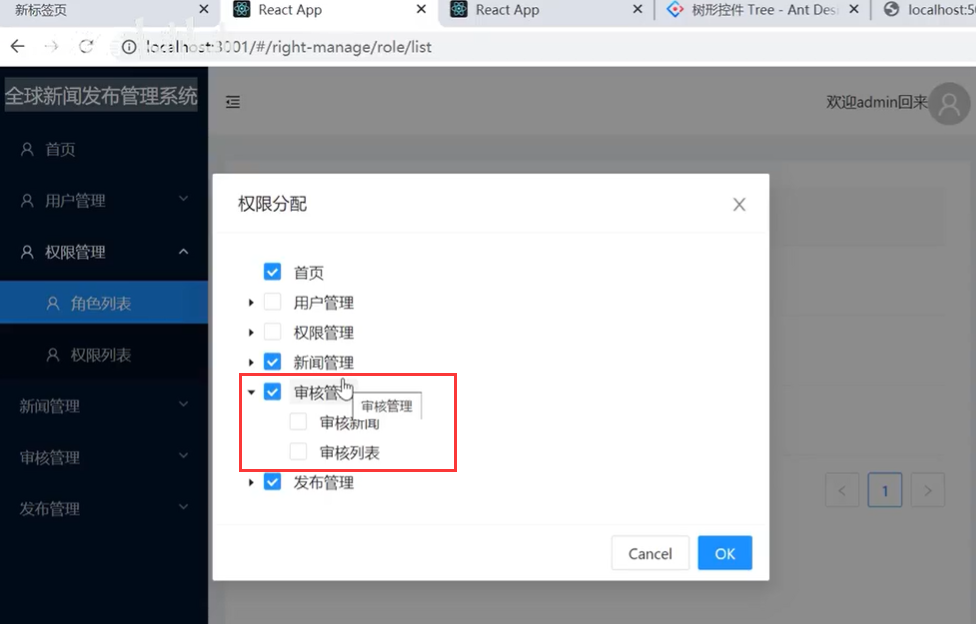 新标签页
React App
React App
树形控件 Tree - Ant Des
localhost:50
localhost:3001/#/right-manage/role/list
全球新闻发布管理系统
欢迎admin回来
首页
用户管理
权限管理
角色列表
权限列表
新闻管理
审核管理
发布管理
权限分配
首页
用户管理
权限管理
新闻管理
审核管
审核管理
审核新闻
审核列表
发布管理
1
Cancel
OK